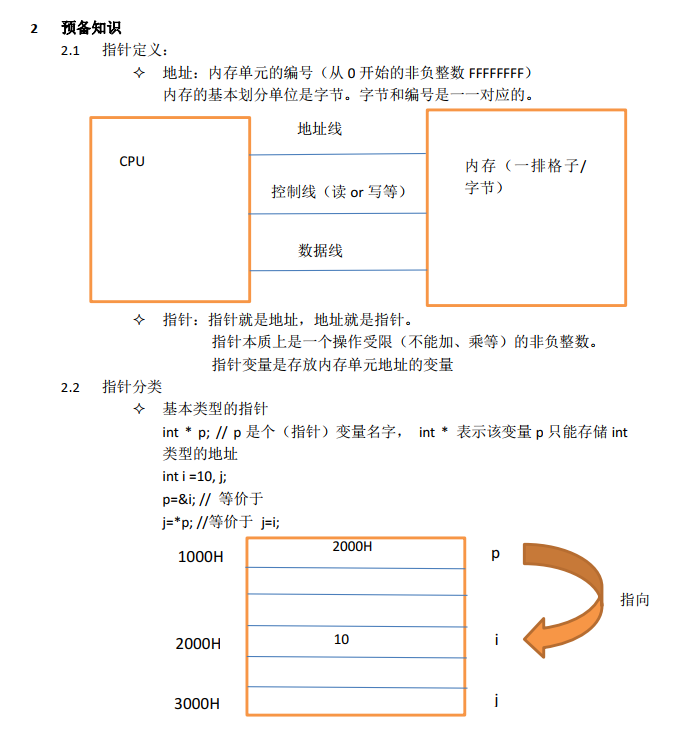 2 预备知识
2.1 指针定义：
✧ 地址：内存单元的编号（从 0 开始的非负整数 FFFFFFFF）
内存的基本划分单位是字节。字节和编号是一一对应的。
地址线
CPU
内存（一排格子/
字节）
控制线（读 or 写等）
数据线
✧ 指针：指针就是地址，地址就是指针。
指针本质上是一个操作受限（不能加、乘等）的非负整数。
指针变量是存放内存单元地址的变量
2.2 指针分类
✧ 基本类型的指针
int * p; // p 是个（指针）变量名字， int * 表示该变量 p 只能存储 int
类型的地址
int i =10, j;
p=&i; // 等价于
j=*p; //等价于 j=i;
1000H 2000H p
指向
2000H 10 i
3000H j